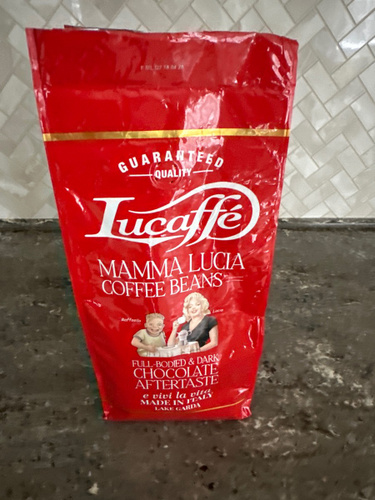 GUARANTEED
QUALITY
Lucaffé
MAMMA LUCIA
COFFEE BEANS
FULL-BODIED & DARK
CHOCOLATE
AFTERTASTE
e vivi la vita
MADE IN ITALY
LAKE GARDA